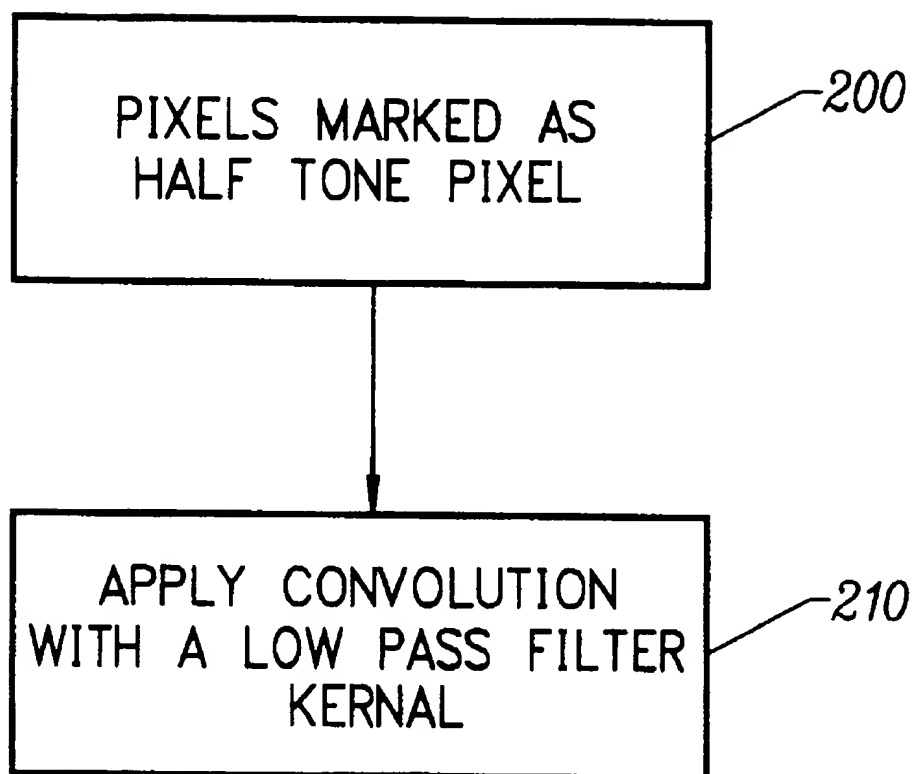 PIXELS MARKED AS
HALF TONE PIXEL
200
APPLY CONVOLUTION
WITH A LOW PASS FILTER
KERNAL
210